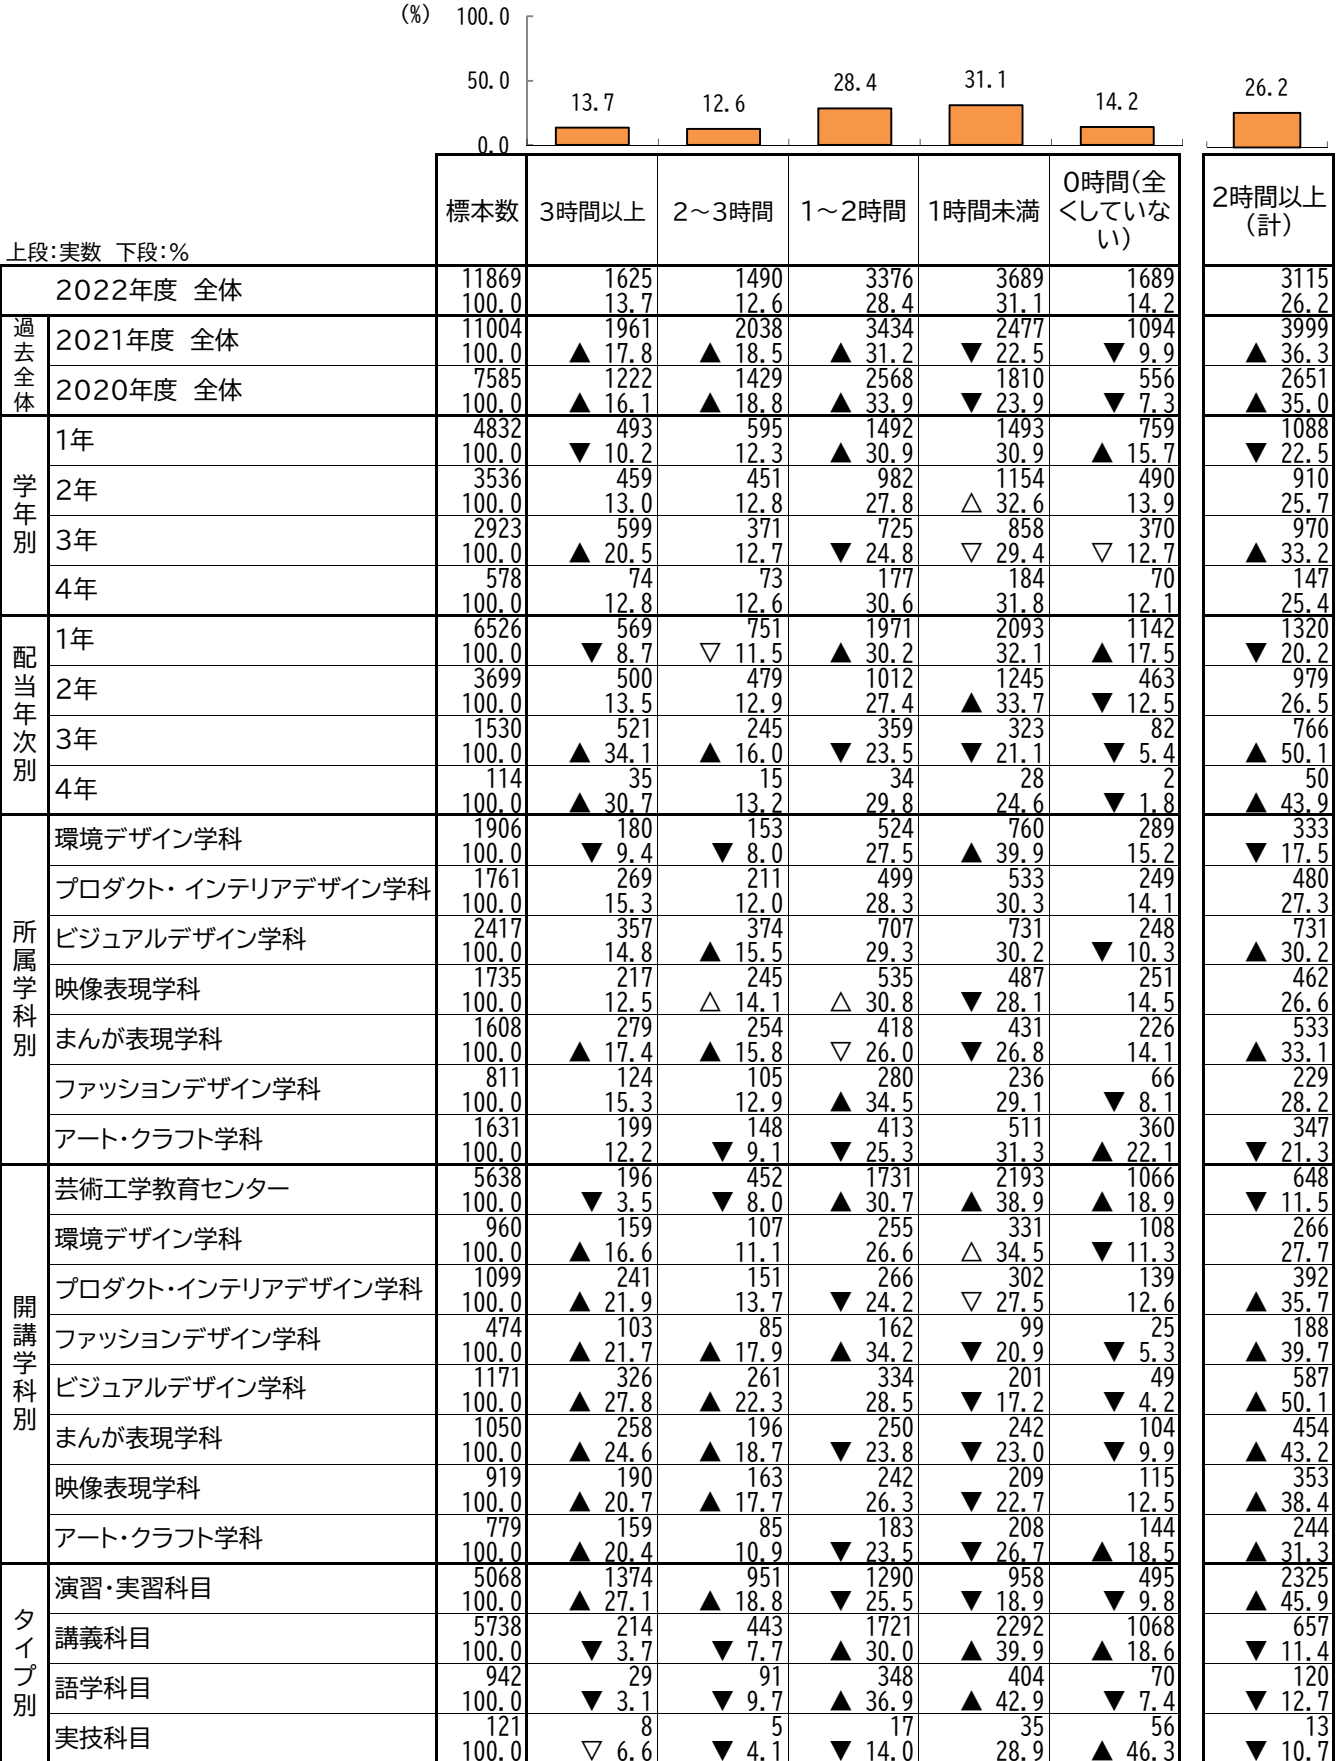 (%)
100.0
50.0
0.0
13.7 12.6 28.4 31.1 14.2 26.2
上段:実数 下段:%
標本数 3時間以上 2～3時間 1～2時間 1時間未満 0時間(全くしていない) 2時間以上(計)
2022年度 全体 11869 1625 1490 3376 3689 1689 3115
100.0 13.7 12.6 28.4 31.1 14.2 26.2
過去全体
2021年度 全体 11004 1961 2038 3434 2477 1094 3999
100.0 ▲ 17.8 ▲ 18.5 ▲ 31.2 ▼ 22.5 ▼ 9.9 ▲ 36.3
2020年度 全体 7585 1222 1429 2568 1810 556 2651
100.0 ▲ 16.1 ▲ 18.8 ▲ 33.9 ▼ 23.9 ▼ 7.3 ▲ 35.0
学年別
1年 4832 493 595 1492 1493 759 1088
100.0 ▼ 10.2 12.3 ▲ 30.9 30.9 ▲ 15.7 ▼ 22.5
2年 3536 459 451 982 1154 490 910
100.0 13.0 12.8 27.8 △ 32.6 13.9 25.7
3年 2923 599 371 725 858 370 970
100.0 ▲ 20.5 12.7 ▼ 24.8 ▽ 29.4 ▽ 12.7 ▲ 33.2
4年 578 74 73 177 184 70 147
100.0 12.8 12.6 30.6 31.8 12.1 25.4
配当年次別
1年 6526 569 751 1971 2093 1142 1320
100.0 ▼ 8.7 ▽ 11.5 ▲ 30.2 32.1 ▲ 17.5 ▼ 20.2
2年 3699 500 479 1012 1245 463 979
100.0 13.5 12.9 27.4 ▲ 33.7 ▼ 12.5 26.5
3年 1530 521 245 359 323 82 766
100.0 ▲ 34.1 ▲ 16.0 ▼ 23.5 ▼ 21.1 ▼ 5.4 ▲ 50.1
4年 114 35 15 34 28 2 50
100.0 ▲ 30.7 13.2 29.8 24.6 ▼ 1.8 ▲ 43.9
所属学科別
環境デザイン学科 1906 180 153 524 760 289 333
100.0 ▼ 9.4 ▼ 8.0 27.5 ▲ 39.9 15.2 ▼ 17.5
プロダクト・インテリアデザイン学科 1761 269 211 499 533 249 480
100.0 15.3 12.0 28.3 30.3 14.1 27.3
ビジュアルデザイン学科 2417 357 374 707 731 248 731
100.0 14.8 ▲ 15.5 29.3 30.2 ▼ 10.3 ▲ 30.2
映像表現学科 1735 217 245 535 487 251 462
100.0 12.5 △ 14.1 △ 30.8 ▼ 28.1 14.5 26.6
まんが表現学科 1608 279 254 418 431 226 533
100.0 ▲ 17.4 ▲ 15.8 ▽ 26.0 ▼ 26.8 14.1 ▲ 33.1
ファッションデザイン学科 811 124 105 280 236 66 229
100.0 15.3 12.9 ▲ 34.5 29.1 ▼ 8.1 28.2
アート・クラフト学科 1631 199 148 413 511 360 347
100.0 12.2 ▼ 9.1 ▼ 25.3 31.3 ▲ 22.1 ▼ 21.3
開講学科別
芸術工学教育センター 5638 196 452 1731 2193 1066 648
100.0 ▼ 3.5 ▼ 8.0 ▲ 30.7 ▲ 38.9 ▲ 18.9 ▼ 11.5
環境デザイン学科 960 159 107 255 331 108 266
100.0 ▲ 16.6 11.1 26.6 △ 34.5 ▼ 11.3 27.7
プロダクト・インテリアデザイン学科 1099 241 151 266 302 139 392
100.0 ▲ 21.9 13.7 ▼ 24.2 ▽ 27.5 12.6 ▲ 35.7
ファッションデザイン学科 474 103 85 162 99 25 188
100.0 ▲ 21.7 ▲ 17.9 ▲ 34.2 ▼ 20.9 ▼ 5.3 ▲ 39.7
ビジュアルデザイン学科 1171 326 261 334 201 49 587
100.0 ▲ 27.8 ▲ 22.3 28.5 ▼ 17.2 ▼ 4.2 ▲ 50.1
まんが表現学科 1050 258 196 250 242 104 454
100.0 ▲ 24.6 ▲ 18.7 ▼ 23.8 ▼ 23.0 ▼ 9.9 ▲ 43.2
映像表現学科 919 190 163 242 209 115 353
100.0 ▲ 20.7 ▲ 17.7 26.3 ▼ 22.7 12.5 ▲ 38.4
アート・クラフト学科 779 159 85 183 208 144 244
100.0 ▲ 20.4 10.9 ▼ 23.5 ▼ 26.7 ▲ 18.5 ▲ 31.3
タイプ別
演習・実習科目 5068 1374 951 1290 958 495 2325
100.0 ▲ 27.1 ▲ 18.8 ▼ 25.5 ▼ 18.9 ▼ 9.8 ▲ 45.9
講義科目 5738 214 443 1721 2292 1068 657
100.0 ▼ 3.7 ▼ 7.7 ▲ 30.0 ▲ 39.9 ▲ 18.6 ▼ 11.4
語学科目 942 29 91 348 404 70 120
100.0 ▼ 3.1 ▼ 9.7 ▲ 36.9 ▲ 42.9 ▼ 7.4 ▼ 12.7
実技科目 121 8 5 17 35 56 13
100.0 ▽ 6.6 ▼ 4.1 ▼ 14.0 28.9 ▲ 46.3 ▼ 10.7